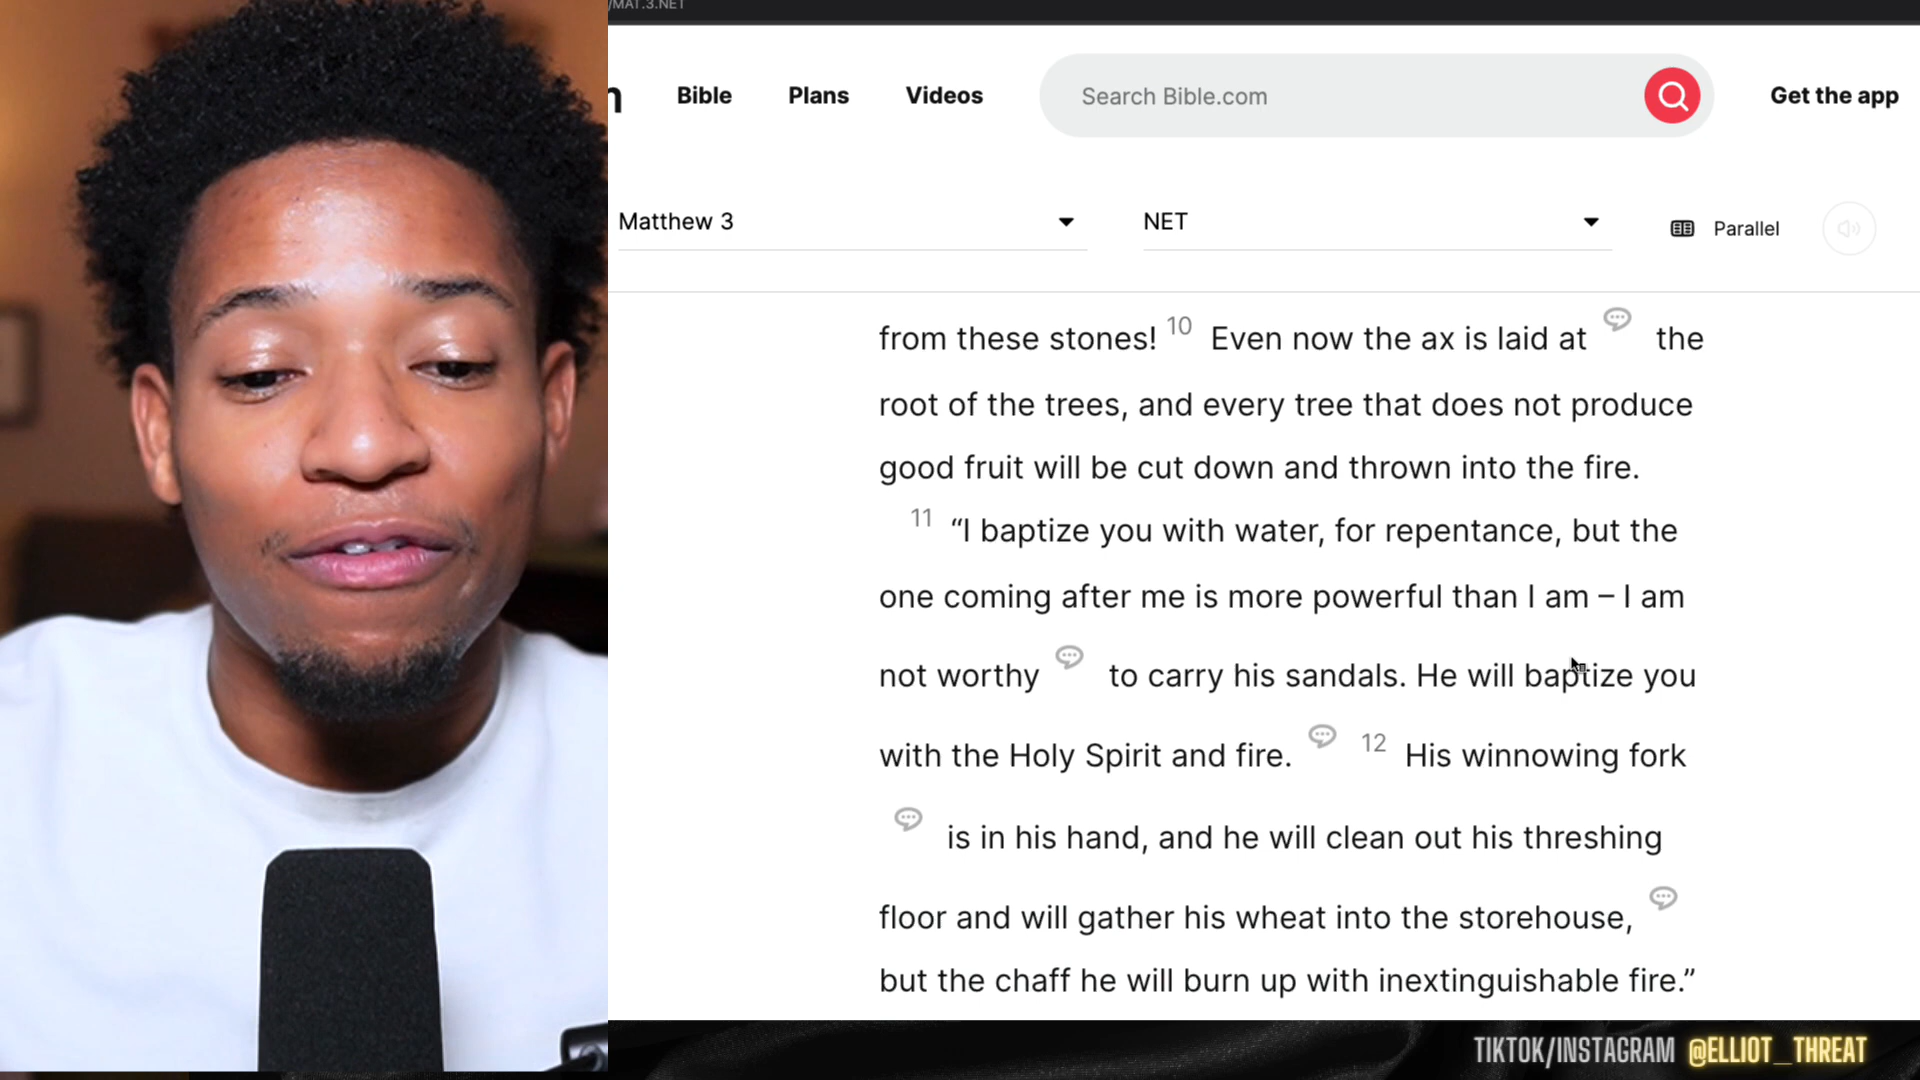 /MAT.3.NET
Bible Plans Videos Search Bible.com Get the app
Matthew 3 NET Parallel
from these stones! 10 Even now the ax is laid at the
root of the trees, and every tree that does not produce
good fruit will be cut down and thrown into the fire.
11 “I baptize you with water, for repentance, but the
one coming after me is more powerful than I am – I am
not worthy to carry his sandals. He will baptize you
with the Holy Spirit and fire. 12 His winnowing fork
is in his hand, and he will clean out his threshing
floor and will gather his wheat into the storehouse,
but the chaff he will burn up with inextinguishable fire.”
TIKTOK/INSTAGRAM @ELLIOT_THREAT